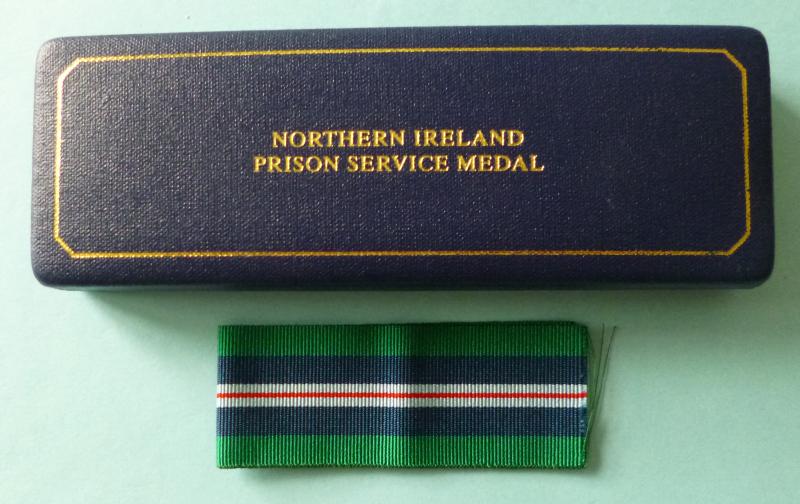 NORTHERN IRELAND
PRISON SERVICE MEDAL